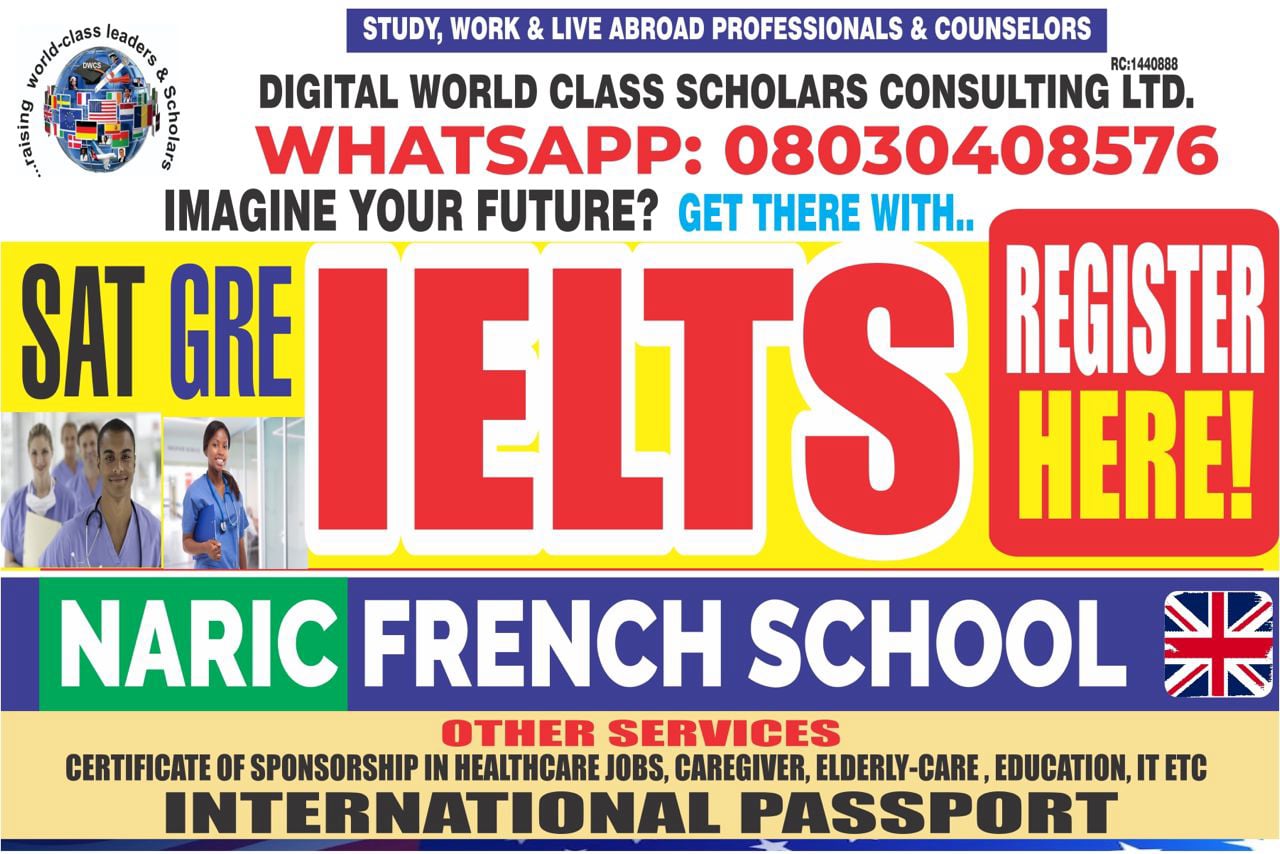 ...raising world-class leaders & Scholars
DWCS
STUDY, WORK & LIVE ABROAD PROFESSIONALS & COUNSELORS
RC:1440888
DIGITAL WORLD CLASS SCHOLARS CONSULTING LTD.
WHATSAPP: 08030408576
IMAGINE YOUR FUTURE? GET THERE WITH..
SAT GRE IELTS
REGISTER
HERE!
NARIC FRENCH SCHOOL
OTHER SERVICES
CERTIFICATE OF SPONSORSHIP IN HEALTHCARE JOBS, CAREGIVER, ELDERLY-CARE , EDUCATION, IT ETC
INTERNATIONAL PASSPORT